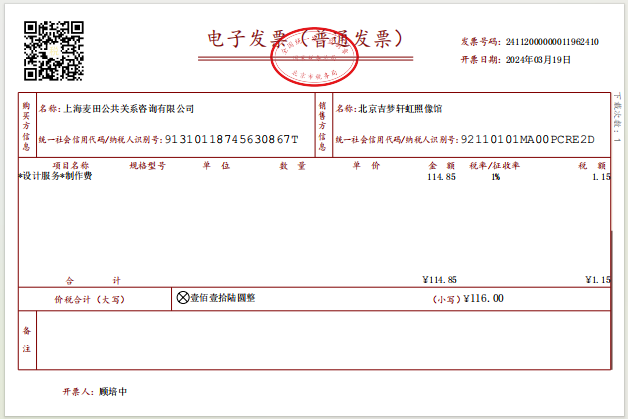 电子发票（普通发票）
发票号码：24112000000011962410
开票日期：2024年03月19日
购买方信息
名称：上海麦田公共关系咨询有限公司
统一社会信用代码/纳税人识别号：91310118745630867T
销售方信息
名称：北京吉梦轩虹照像馆
统一社会信用代码/纳税人识别号：92110101MA00PCRE2D
下载次数：1
项目名称 规格型号 单位 数量 单价 金额 税率/征收率 税额
*设计服务*制作费 114.85 1% 1.15
合计 ¥114.85 ¥1.15
价税合计（大写） 壹佰壹拾陆圆整 （小写）¥116.00
备注
开票人：顾培中